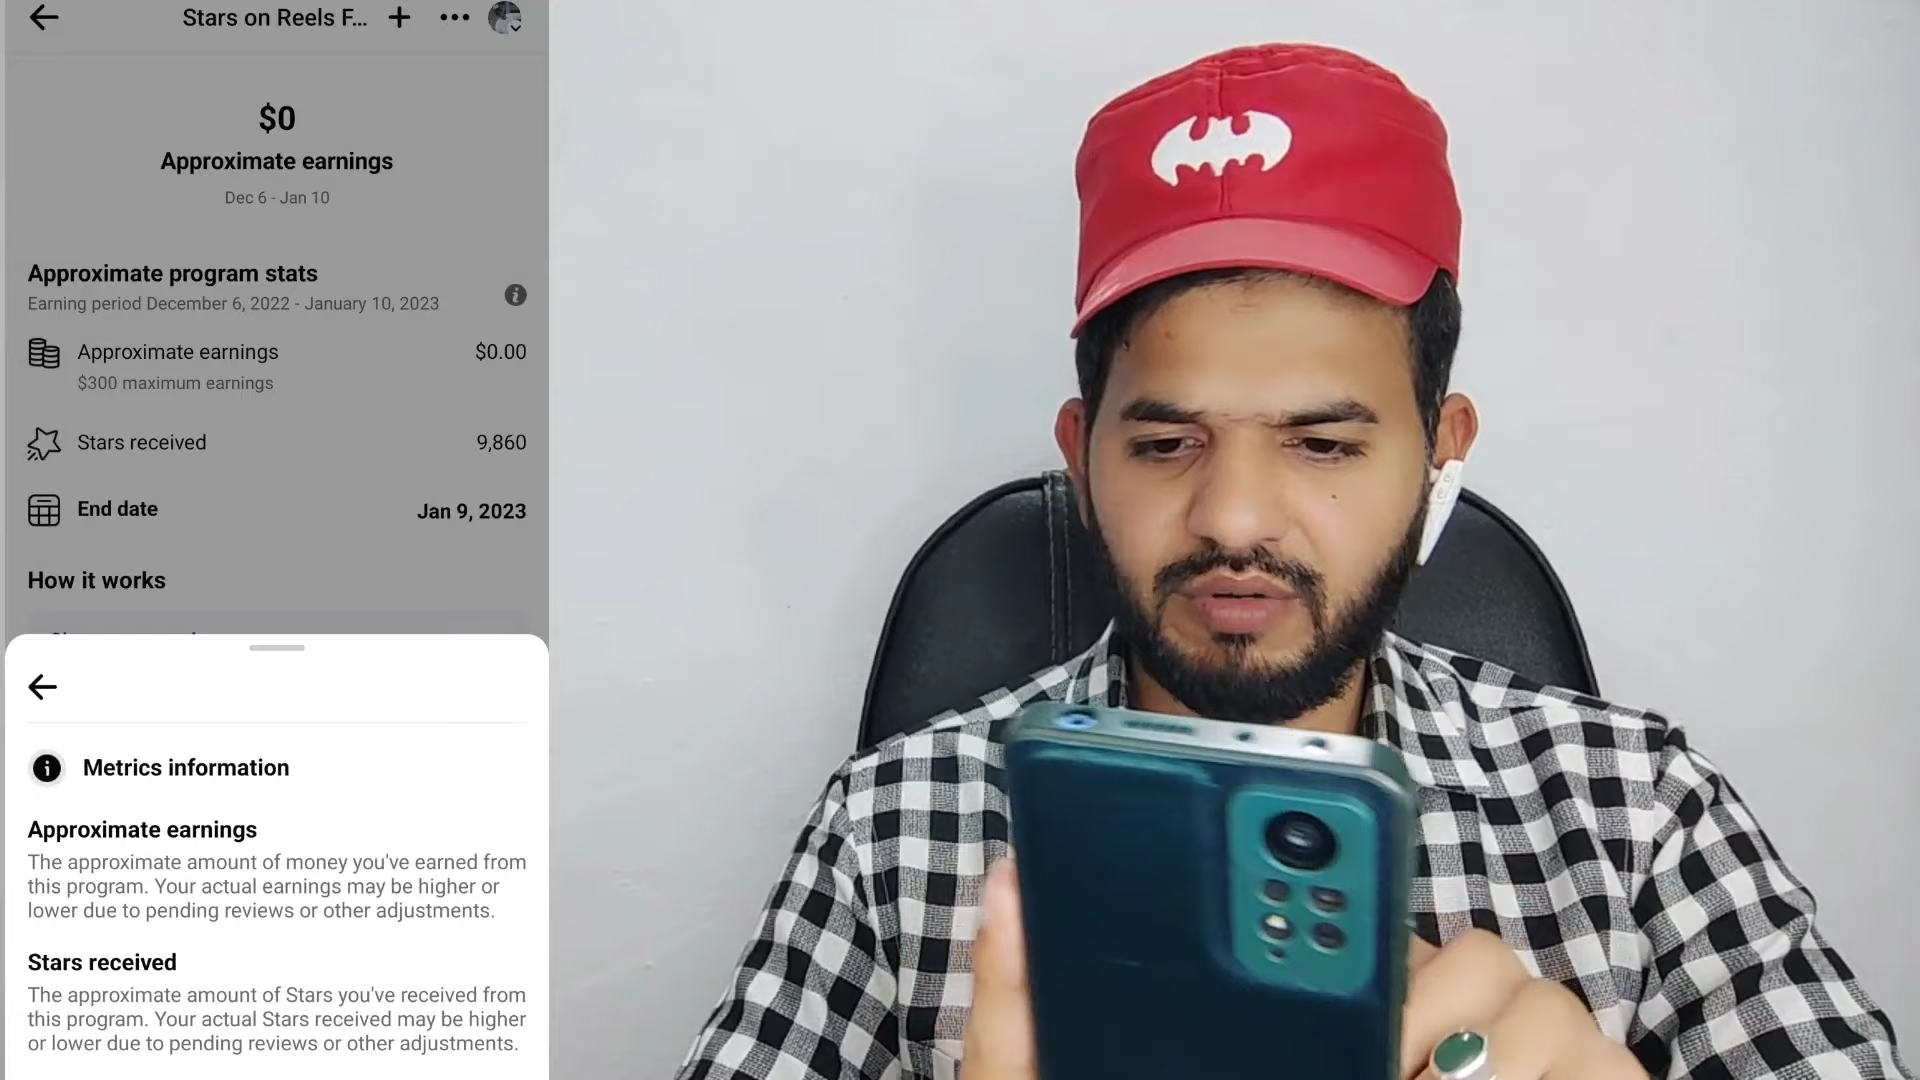 Stars on Reels F...
$0
Approximate earnings
Dec 6 - Jan 10
Approximate program stats
Earning period December 6, 2022 - January 10, 2023
Approximate earnings $0.00
$300 maximum earnings
Stars received 9,860
End date Jan 9, 2023
How it works
Metrics information
Approximate earnings
The approximate amount of money you've earned from
this program. Your actual earnings may be higher or
lower due to pending reviews or other adjustments.
Stars received
The approximate amount of Stars you've received from
this program. Your actual Stars received may be higher
or lower due to pending reviews or other adjustments.